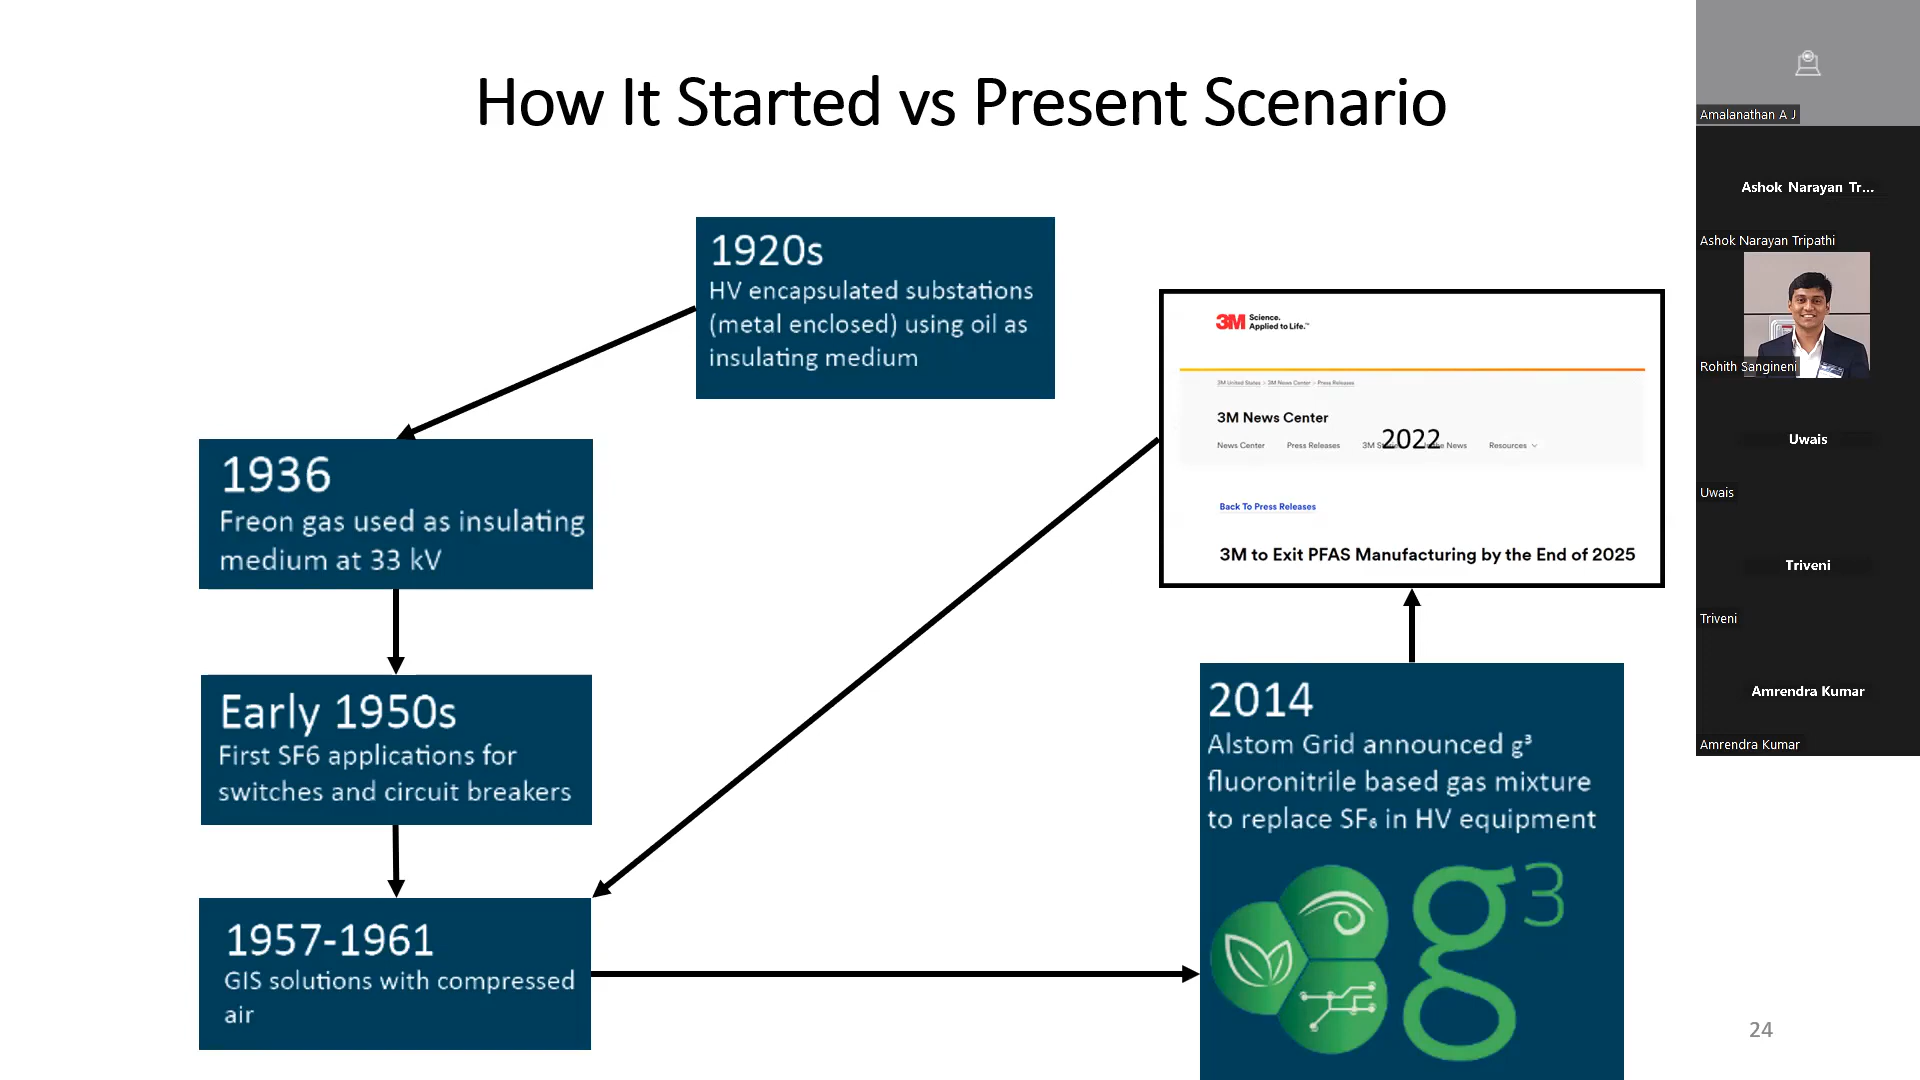 How It Started vs Present Scenario
1920s
HV encapsulated substations
(metal enclosed) using oil as
insulating medium
1936
Freon gas used as insulating
medium at 33 kV
Early 1950s
First SF6 applications for
switches and circuit breakers
1957-1961
GIS solutions with compressed
air
3M Science.
Applied to Life.™
3M United States > 3M News Center > Press Releases
3M News Center
2022
News Center Press Releases 3M News Resources
Back To Press Releases
3M to Exit PFAS Manufacturing by the End of 2025
2014
Alstom Grid announced g³
fluoronitrile based gas mixture
to replace SF₆ in HV equipment
g³
24
Amalanathan A J
Ashok Narayan Tr...
Ashok Narayan Tripathi
Rohith Sangineni
Uwais
Uwais
Triveni
Triveni
Amrendra Kumar
Amrendra Kumar